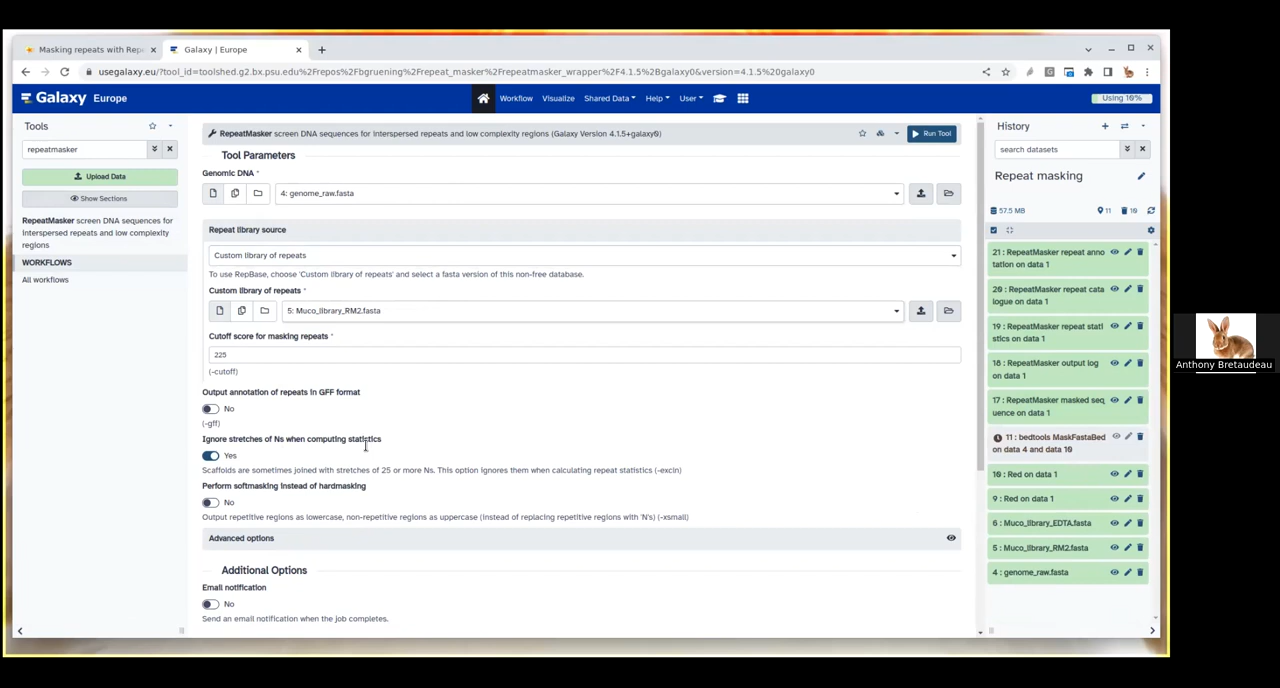 Masking repeats with Repe
Galaxy | Europe
usegalaxy.eu/?tool_id=toolshed.g2.bx.psu.edu%2Frepos%2Fbgruening%2Frepeat_masker%2Frepeatmasker_wrapper%2F4.1.5%2Bgalaxy0&version=4.1.5%20galaxy0
Galaxy Europe
Workflow Visualize Shared Data Help User
Using 10%
Tools
repeatmasker
Upload Data
Show Sections
RepeatMasker screen DNA sequences for
interspersed repeats and low complexity
regions
WORKFLOWS
All workflows
RepeatMasker screen DNA sequences for interspersed repeats and low complexity regions (Galaxy Version 4.1.5+galaxy0)
Run Tool
Tool Parameters
Genomic DNA *
4: genome_raw.fasta
Repeat library source
Custom library of repeats
To use RepBase, choose 'Custom library of repeats' and select a fasta version of this non-free database.
Custom library of repeats *
5: Muco_library_RM2.fasta
Cutoff score for masking repeats *
225
(-cutoff)
Output annotation of repeats in GFF format
No
(-gff)
Ignore stretches of Ns when computing statistics
Yes
Scaffolds are sometimes joined with stretches of 25 or more Ns. This option ignores them when calculating repeat statistics (-excln)
Perform softmasking instead of hardmasking
No
Output repetitive regions as lowercase, non-repetitive regions as uppercase (instead of replacing repetitive regions with 'N's) (-xsmall)
Advanced options
Additional Options
Email notification
No
Send an email notification when the job completes.
History
search datasets
Repeat masking
57.5 MB
11
10
21 : RepeatMasker repeat anno
tation on data 1
20 : RepeatMasker repeat cata
logue on data 1
19 : RepeatMasker repeat stati
stics on data 1
18 : RepeatMasker output log
on data 1
17 : RepeatMasker masked seq
uence on data 1
11 : bedtools MaskFastaBed
on data 4 and data 10
10 : Red on data 1
9 : Red on data 1
6 : Muco_library_EDTA.fasta
5 : Muco_library_RM2.fasta
4 : genome_raw.fasta
Anthony Bretaudeau